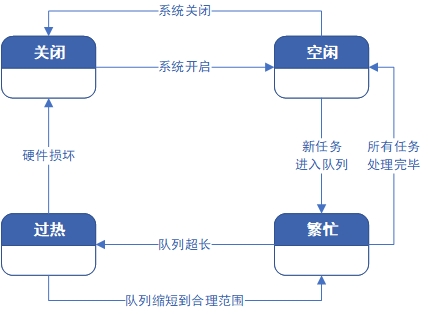 系统关闭
关闭
空闲
系统开启
新任务
进入队列
所有任务
处理完毕
硬件损坏
过热
繁忙
队列超长
队列缩短到合理范围